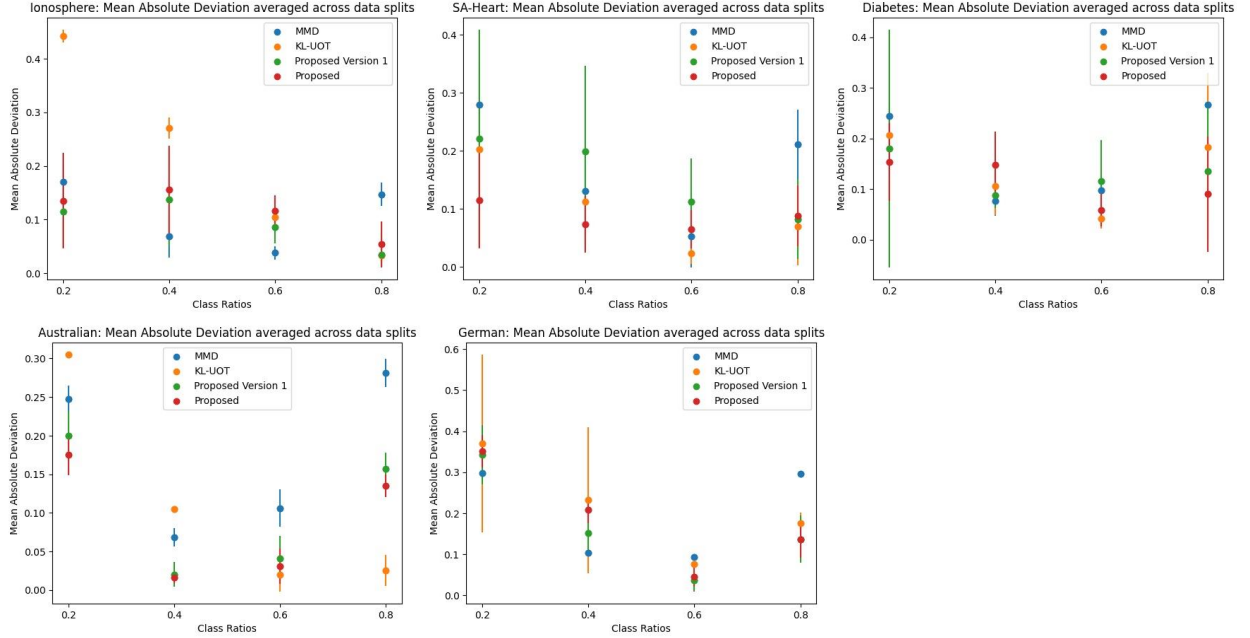 Ionosphere: Mean Absolute Deviation averaged across data splits
MMD
KL-UOT
Proposed Version 1
Proposed
0.4
0.3
0.2
0.1
0.0
Mean Absolute Deviation
0.2 0.4 0.6 0.8
Class Ratios
SA-Heart: Mean Absolute Deviation averaged across data splits
MMD
KL-UOT
Proposed Version 1
Proposed
0.4
0.3
0.2
0.1
0.0
Mean Absolute Deviation
0.2 0.4 0.6 0.8
Class Ratios
Diabetes: Mean Absolute Deviation averaged across data splits
MMD
KL-UOT
Proposed Version 1
Proposed
0.4
0.3
0.2
0.1
0.0
Mean Absolute Deviation
0.2 0.4 0.6 0.8
Class Ratios
Australian: Mean Absolute Deviation averaged across data splits
MMD
KL-UOT
Proposed Version 1
Proposed
0.30
0.25
0.20
0.15
0.10
0.05
0.00
Mean Absolute Deviation
0.2 0.4 0.6 0.8
Class Ratios
German: Mean Absolute Deviation averaged across data splits
MMD
KL-UOT
Proposed Version 1
Proposed
0.6
0.5
0.4
0.3
0.2
0.1
0.0
Mean Absolute Deviation
0.2 0.4 0.6 0.8
Class Ratios